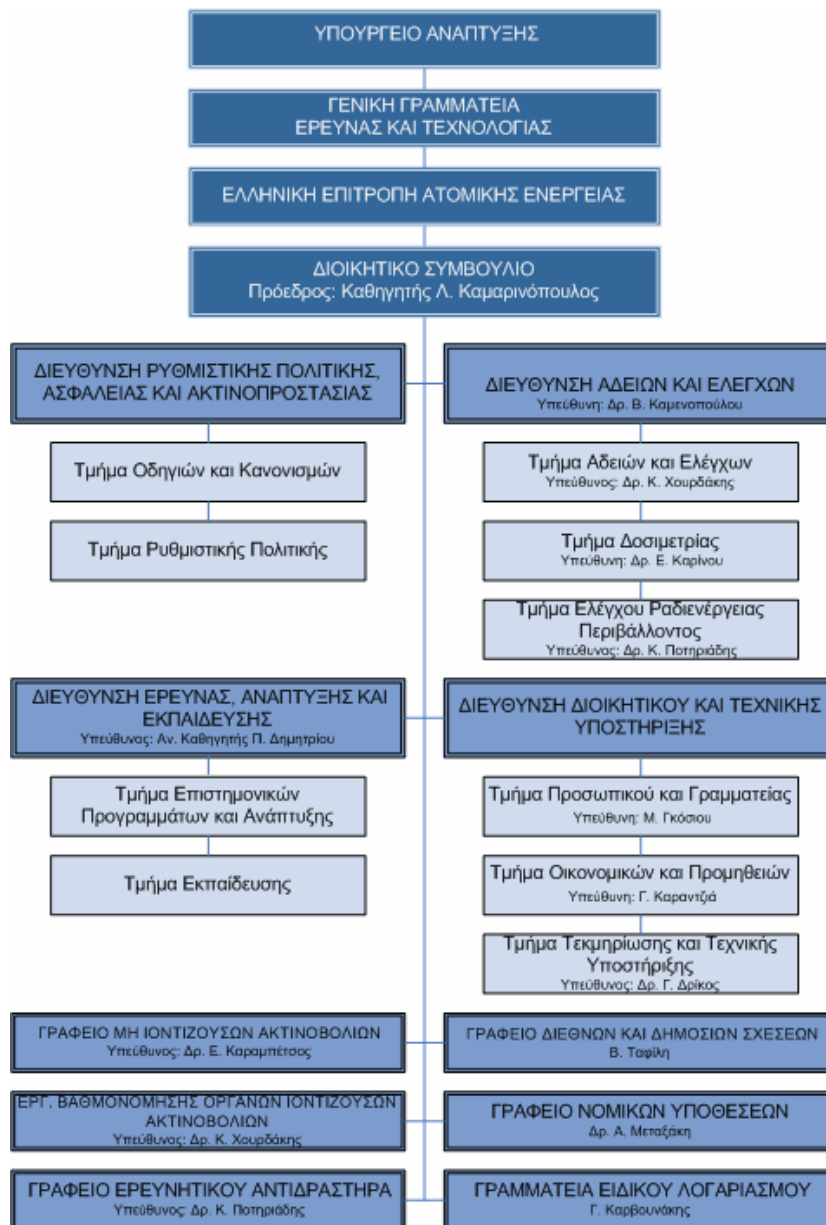 ΥΠΟΥΡΓΕΙΟ ΑΝΑΠΤΥΞΗΣ
ΓΕΝΙΚΗ ΓΡΑΜΜΑΤΕΙΑ
ΕΡΕΥΝΑΣ ΚΑΙ ΤΕΧΝΟΛΟΓΙΑΣ
ΕΛΛΗΝΙΚΗ ΕΠΙΤΡΟΠΗ ΑΤΟΜΙΚΗΣ ΕΝΕΡΓΕΙΑΣ
ΔΙΟΙΚΗΤΙΚΟ ΣΥΜΒΟΥΛΙΟ
Πρόεδρος: Καθηγητής Λ. Καμαρινόπουλος
ΔΙΕΥΘΥΝΣΗ ΡΥΘΜΙΣΤΙΚΗΣ ΠΟΛΙΤΙΚΗΣ,
ΑΣΦΑΛΕΙΑΣ ΚΑΙ ΑΚΤΙΝΟΠΡΟΣΤΑΣΙΑΣ
Τμήμα Οδηγιών και Κανονισμών
Τμήμα Ρυθμιστικής Πολιτικής
ΔΙΕΥΘΥΝΣΗ ΑΔΕΙΩΝ ΚΑΙ ΕΛΕΓΧΩΝ
Υπεύθυνη: Δρ. Β. Καμενοπούλου
Τμήμα Αδειών και Ελέγχων
Υπεύθυνος: Δρ. Κ. Χουρδάκης
Τμήμα Δοσιμετρίας
Υπεύθυνη: Δρ. Ε. Καρίνου
Τμήμα Ελέγχου Ραδιενέργειας
Περιβάλλοντος
Υπεύθυνος: Δρ. Κ. Ποτηριάδης
ΔΙΕΥΘΥΝΣΗ ΕΡΕΥΝΑΣ, ΑΝΑΠΤΥΞΗΣ ΚΑΙ
ΕΚΠΑΙΔΕΥΣΗΣ
Υπεύθυνος: Αν. Καθηγητής Π. Δημητρίου
Τμήμα Επιστημονικών
Προγραμμάτων και Ανάπτυξης
Τμήμα Εκπαίδευσης
ΔΙΕΥΘΥΝΣΗ ΔΙΟΙΚΗΤΙΚΟΥ ΚΑΙ ΤΕΧΝΙΚΗΣ
ΥΠΟΣΤΗΡΙΞΗΣ
Τμήμα Προσωπικού και Γραμματείας
Υπεύθυνη: Μ. Γκόσιου
Τμήμα Οικονομικών και Προμηθειών
Υπεύθυνη: Γ. Καραντζιά
Τμήμα Τεκμηρίωσης και Τεχνικής
Υποστήριξης
Υπεύθυνος: Δρ. Γ. Δρίκος
ΓΡΑΦΕΙΟ ΜΗ ΙΟΝΤΙΖΟΥΣΩΝ ΑΚΤΙΝΟΒΟΛΙΩΝ
Υπεύθυνος: Δρ. Ε. Καραμπέτσος
ΓΡΑΦΕΙΟ ΔΙΕΘΝΩΝ ΚΑΙ ΔΗΜΟΣΙΩΝ ΣΧΕΣΕΩΝ
Β. Ταφίλη
ΕΡΓ. ΒΑΘΜΟΝΟΜΗΣΗΣ ΟΡΓΑΝΩΝ ΙΟΝΤΙΖΟΥΣΩΝ
ΑΚΤΙΝΟΒΟΛΙΩΝ
Υπεύθυνος: Δρ. Κ. Χουρδάκης
ΓΡΑΦΕΙΟ ΝΟΜΙΚΩΝ ΥΠΟΘΕΣΕΩΝ
Δρ. Α. Μεταξάκη
ΓΡΑΦΕΙΟ ΕΡΕΥΝΗΤΙΚΟΥ ΑΝΤΙΔΡΑΣΤΗΡΑ
Υπεύθυνος: Δρ. Κ. Ποτηριάδης
ΓΡΑΜΜΑΤΕΙΑ ΕΙΔΙΚΟΥ ΛΟΓΑΡΙΑΣΜΟΥ
Γ. Καρβουνάκης